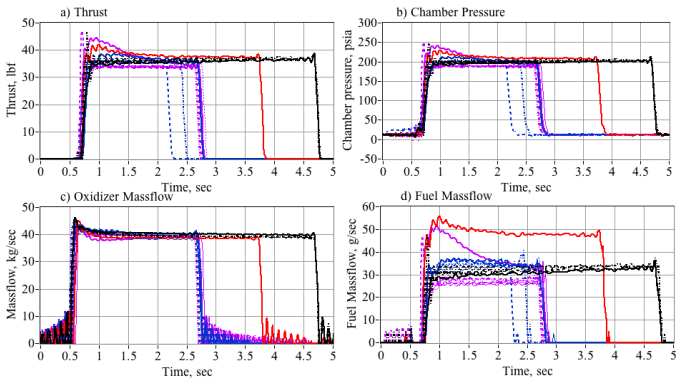 a) Thrust
50
40
30
20
10
0
Thrust, lbf
0 0.5 1 1.5 2 2.5 3 3.5 4 4.5 5
Time, sec
b) Chamber Pressure
300
250
200
150
100
50
0
-50
Chamber pressure, psia
0 0.5 1 1.5 2 2.5 3 3.5 4 4.5 5
Time, sec
c) Oxidizer Massflow
50
40
30
20
10
0
Massflow, kg/sec
0 0.5 1 1.5 2 2.5 3 3.5 4 4.5 5
Time, sec
d) Fuel Massflow
60
50
40
30
20
10
0
Fuel Massflow, g/sec
0 0.5 1 1.5 2 2.5 3 3.5 4 4.5 5
Time, sec